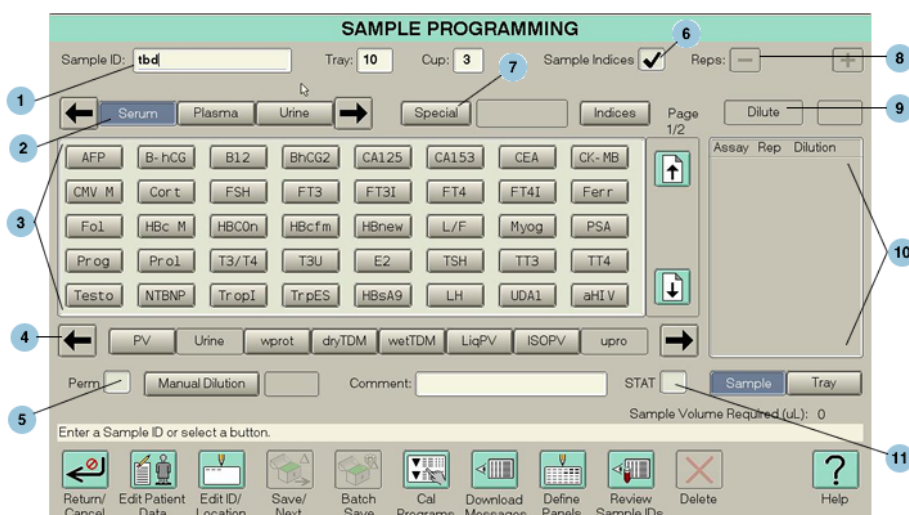 SAMPLE PROGRAMMING
6
Sample ID: tbd Tray: 10 Cup: 3 Sample Indices Reps: 8
7
1
Serum Plasma Urine Special Indices Page 1/2 Dilute 9
2
Assay Rep Dilution
AFP B-hCG B12 BhCG2 CA125 CA153 CEA CK-MB
CMV M Cort FSH FT3 FT3I FT4 FT4I Ferr
3 Fol HBc M HBCOn HBcfm HBnew L/F Myog PSA
Prog Prol T3/T4 T3U E2 TSH TT3 TT4 10
Testo NTBNP TropI TrpES HBsA9 LH UDA1 aHIV
4 PV Urine wprot dryTDM wetTDM LiqPV ISOPV upro
Perm Manual Dilution Comment: STAT Sample Tray
5
Sample Volume Required (uL): 0
Enter a Sample ID or select a button.
11
Return/ Edit Patient Edit ID/ Save/ Batch Cal Download Define Review Delete Help
Cancel Data Location Next Save Programs Messages Panels Sample IDs